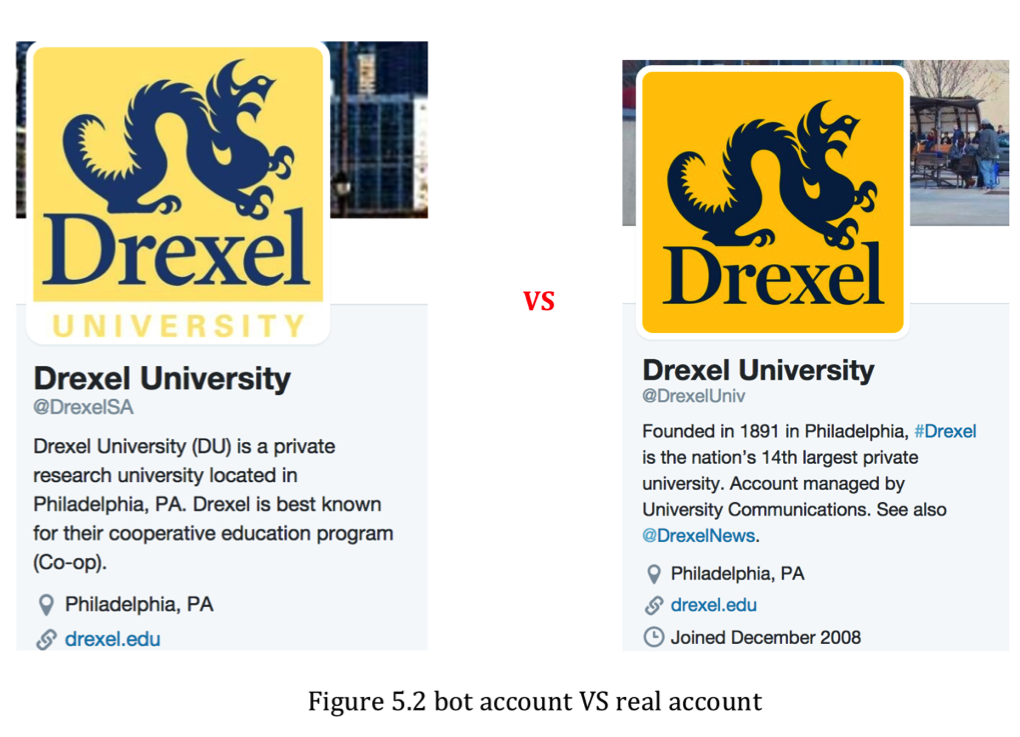 Drexel
UNIVERSITY
Drexel University
@DrexelSA
Drexel University (DU) is a private
research university located in
Philadelphia, PA. Drexel is best known
for their cooperative education program
(Co-op).
Philadelphia, PA
drexel.edu
VS
Drexel
Drexel University
@DrexelUniv
Founded in 1891 in Philadelphia, #Drexel
is the nation's 14th largest private
university. Account managed by
University Communications. See also
@DrexelNews.
Philadelphia, PA
drexel.edu
Joined December 2008
Figure 5.2 bot account VS real account